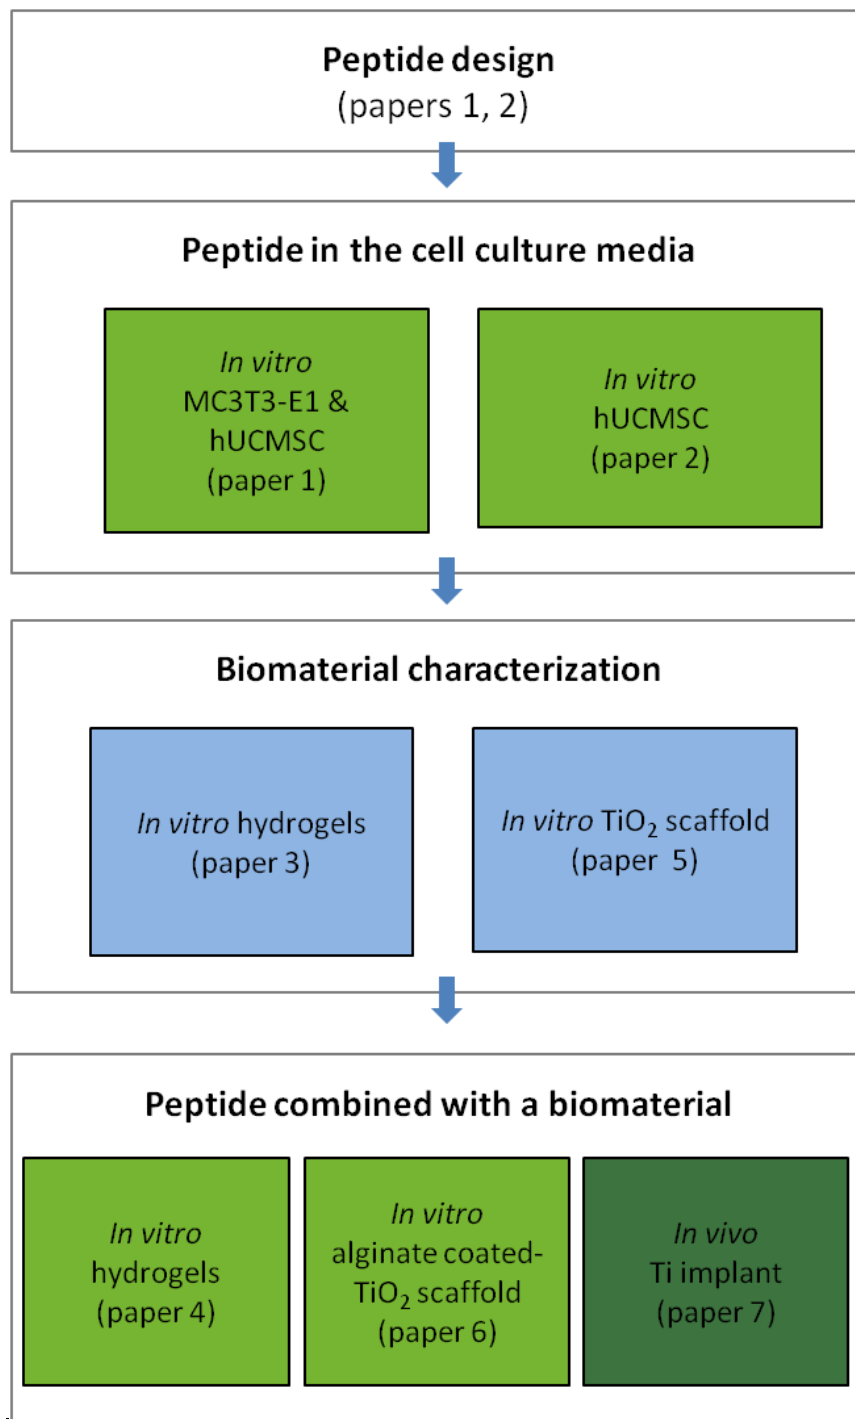 Peptide design
(papers 1, 2)
Peptide in the cell culture media
In vitro
MC3T3-E1 &
hUCMSC
(paper 1)
In vitro
hUCMSC
(paper 2)
Biomaterial characterization
In vitro hydrogels
(paper 3)
In vitro TiO₂ scaffold
(paper 5)
Peptide combined with a biomaterial
In vitro
hydrogels
(paper 4)
In vitro
alginate coated-
TiO₂ scaffold
(paper 6)
In vivo
Ti implant
(paper 7)